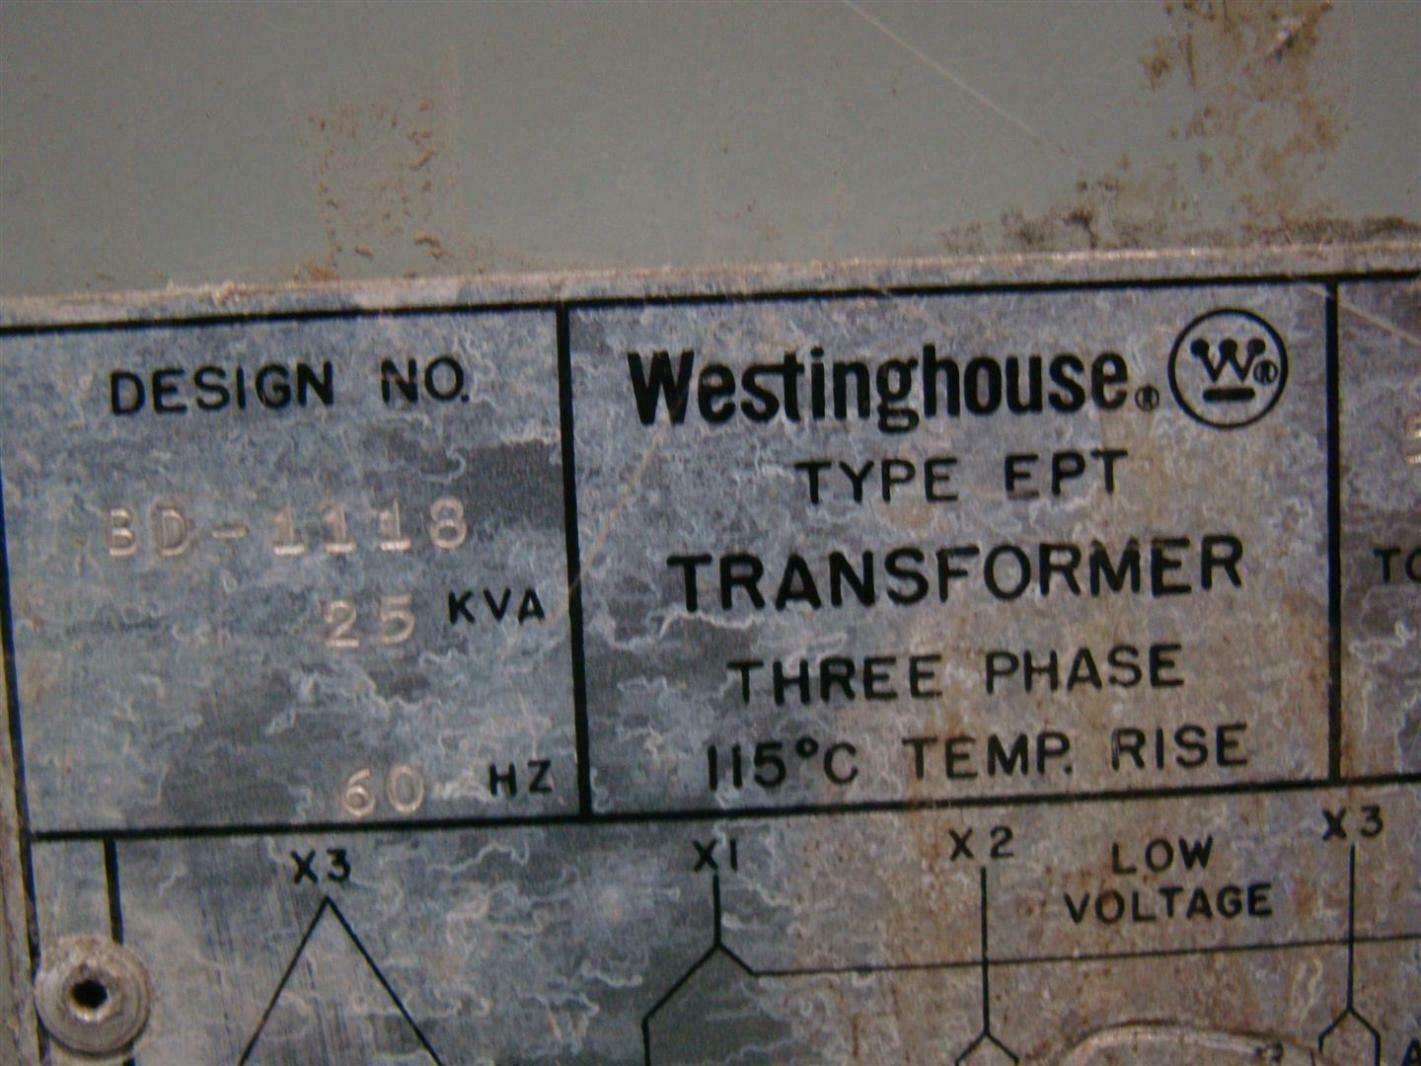 DESIGN NO.
BD-1118
25 KVA
60 HZ
Westinghouse® W®
TYPE EPT
TRANSFORMER
THREE PHASE
115°C TEMP. RISE
X3
X1
X2
LOW
VOLTAGE
X3